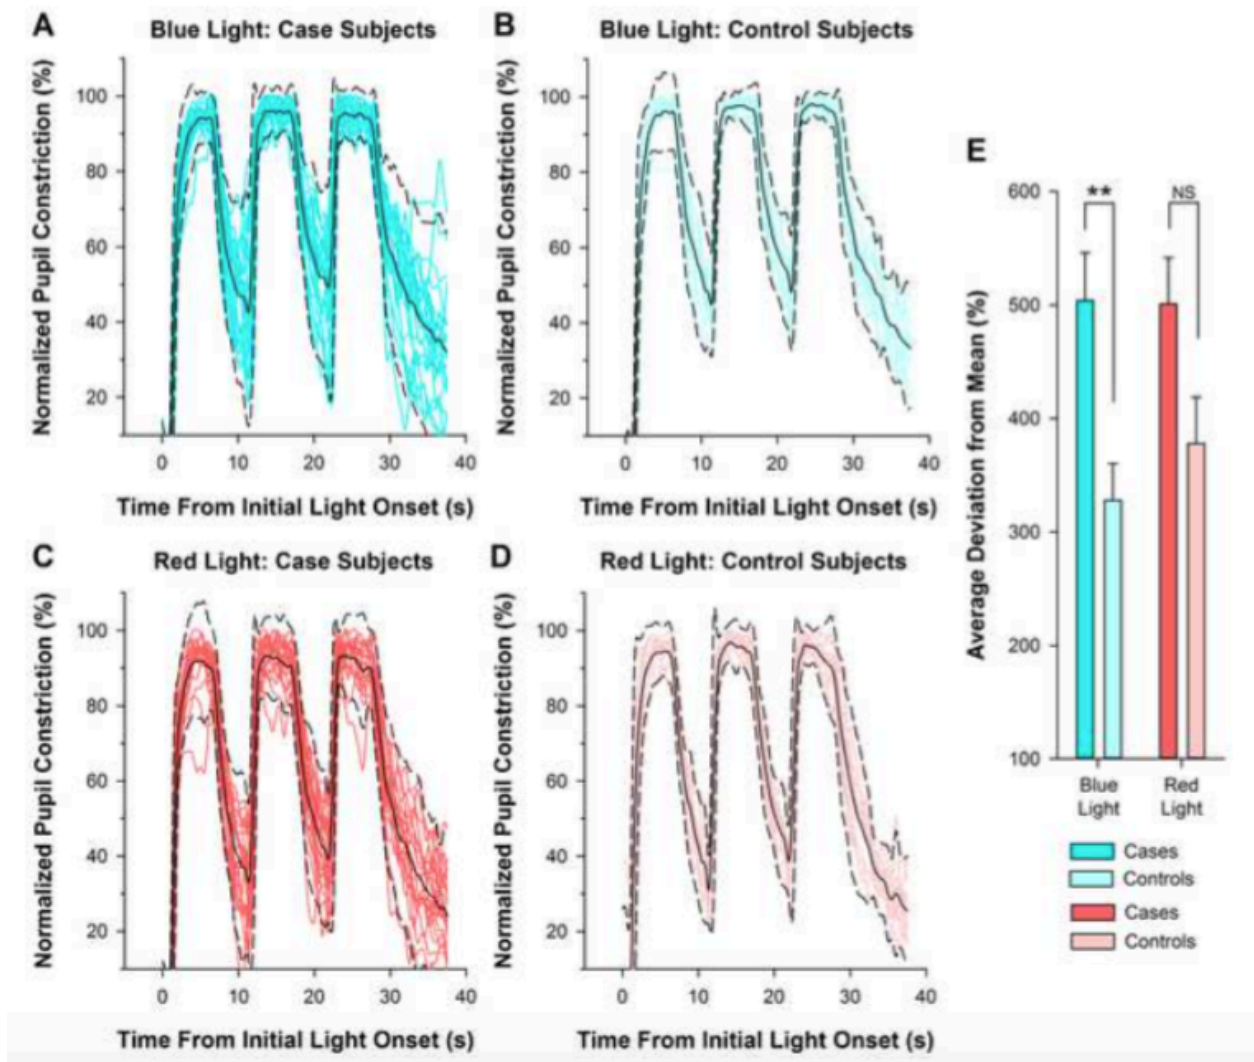 A
Blue Light: Case Subjects
Normalized Pupil Constriction (%)
100
80
60
40
20
0
10
20
30
40
Time From Initial Light Onset (s)
B
Blue Light: Control Subjects
Normalized Pupil Constriction (%)
100
80
60
40
20
0
10
20
30
40
Time From Initial Light Onset (s)
C
Red Light: Case Subjects
Normalized Pupil Constriction (%)
100
80
60
40
20
0
10
20
30
40
Time From Initial Light Onset (s)
D
Red Light: Control Subjects
Normalized Pupil Constriction (%)
100
80
60
40
20
0
10
20
30
40
Time From Initial Light Onset (s)
E
Average Deviation from Mean (%)
600
500
400
300
200
100
**
NS
Blue
Light
Red
Light
Cases
Controls
Cases
Controls